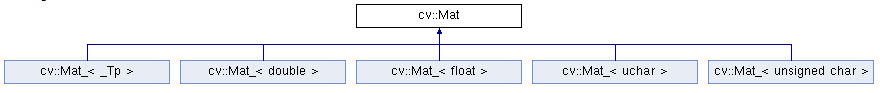 cv::Mat
cv::Mat_< _Tp >
cv::Mat_< double >
cv::Mat_< float >
cv::Mat_< uchar >
cv::Mat_< unsigned char >